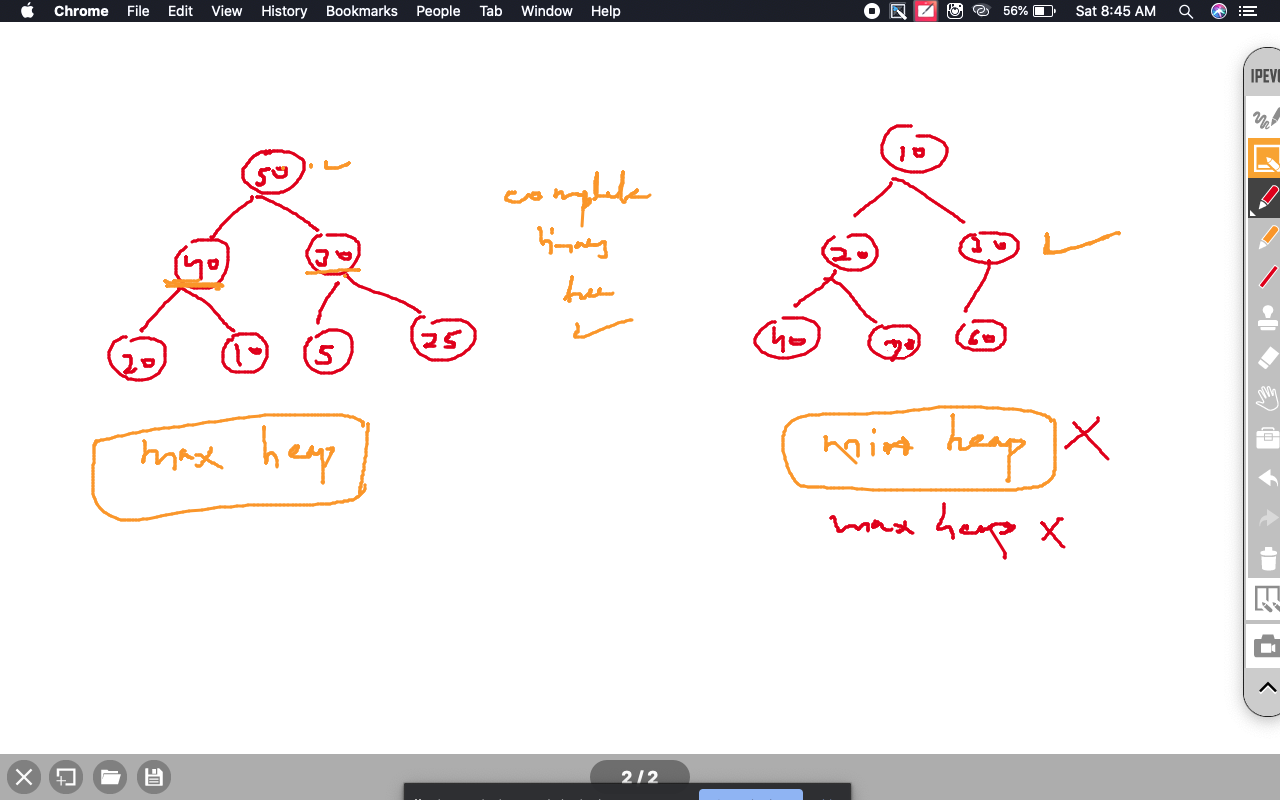 Chrome File Edit View History Bookmarks People Tab Window Help 56% Sat 8:45 AM
IPEV
50
40 30
20 10 5 25
complete
binary
tree
10
20 30
40 70 60
max heap
min heap X
max heap X
2 / 2